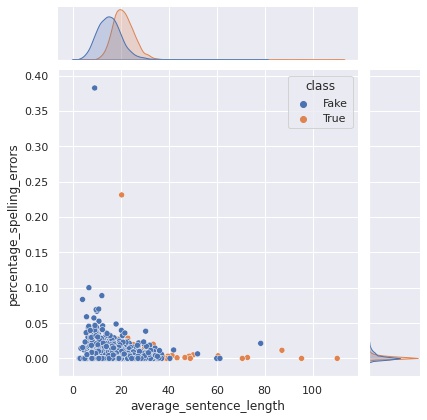 class
Fake
True
0.40
0.35
0.30
0.25
0.20
0.15
0.10
0.05
0.00
percentage_spelling_errors
0 20 40 60 80 100
average_sentence_length